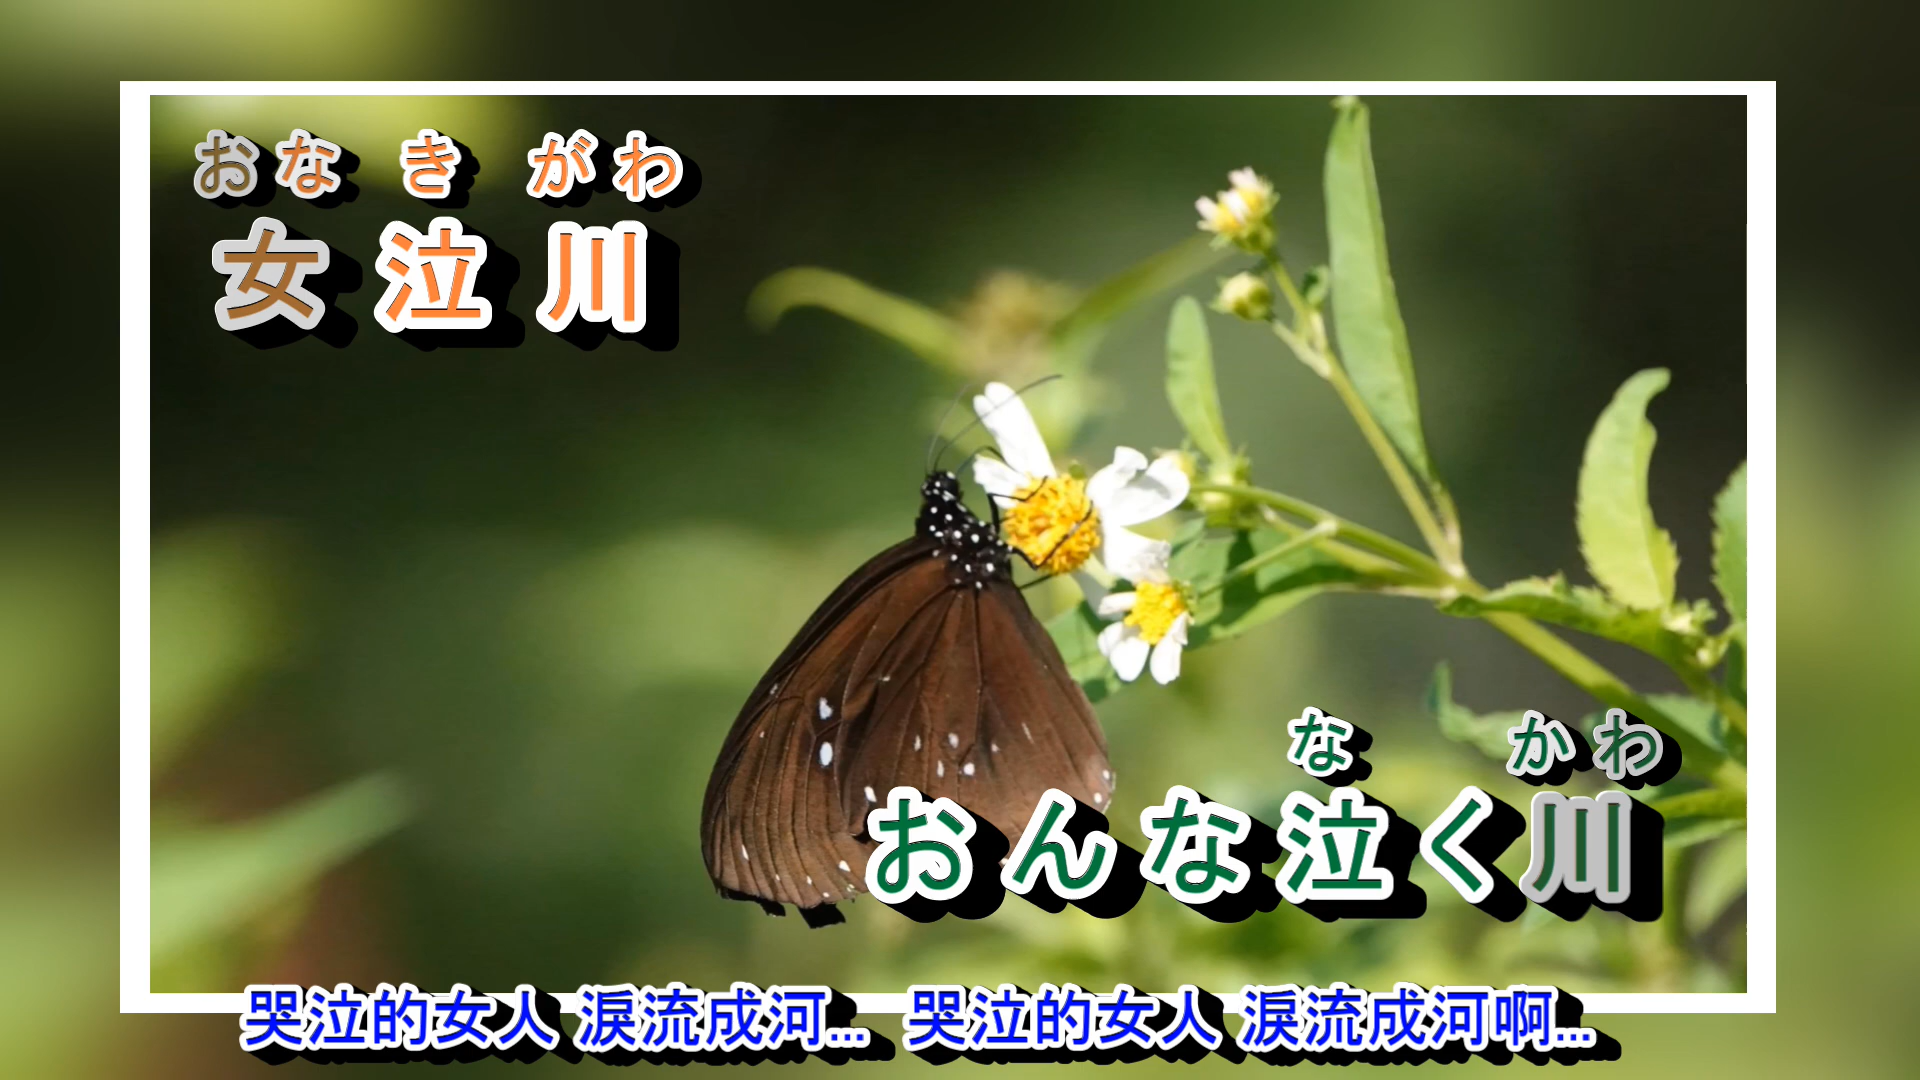 おな き がわ
女泣川
な かわ
おんな泣く川
哭泣的女人 淚流成河... 哭泣的女人 淚流成河啊...